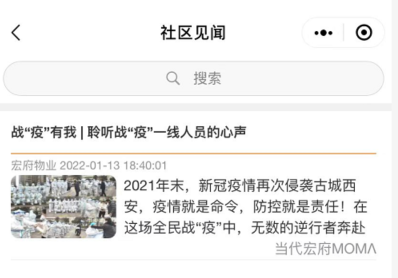 社区见闻
搜索
战“疫”有我 | 聆听战“疫”一线人员的心声
宏府物业 2022-01-13 18:40:01
2021年末，新冠疫情再次侵袭古城西
安，疫情就是命令，防控就是责任！在
这场全民战“疫”中，无数的逆行者奔赴
当代宏府MOMΛ